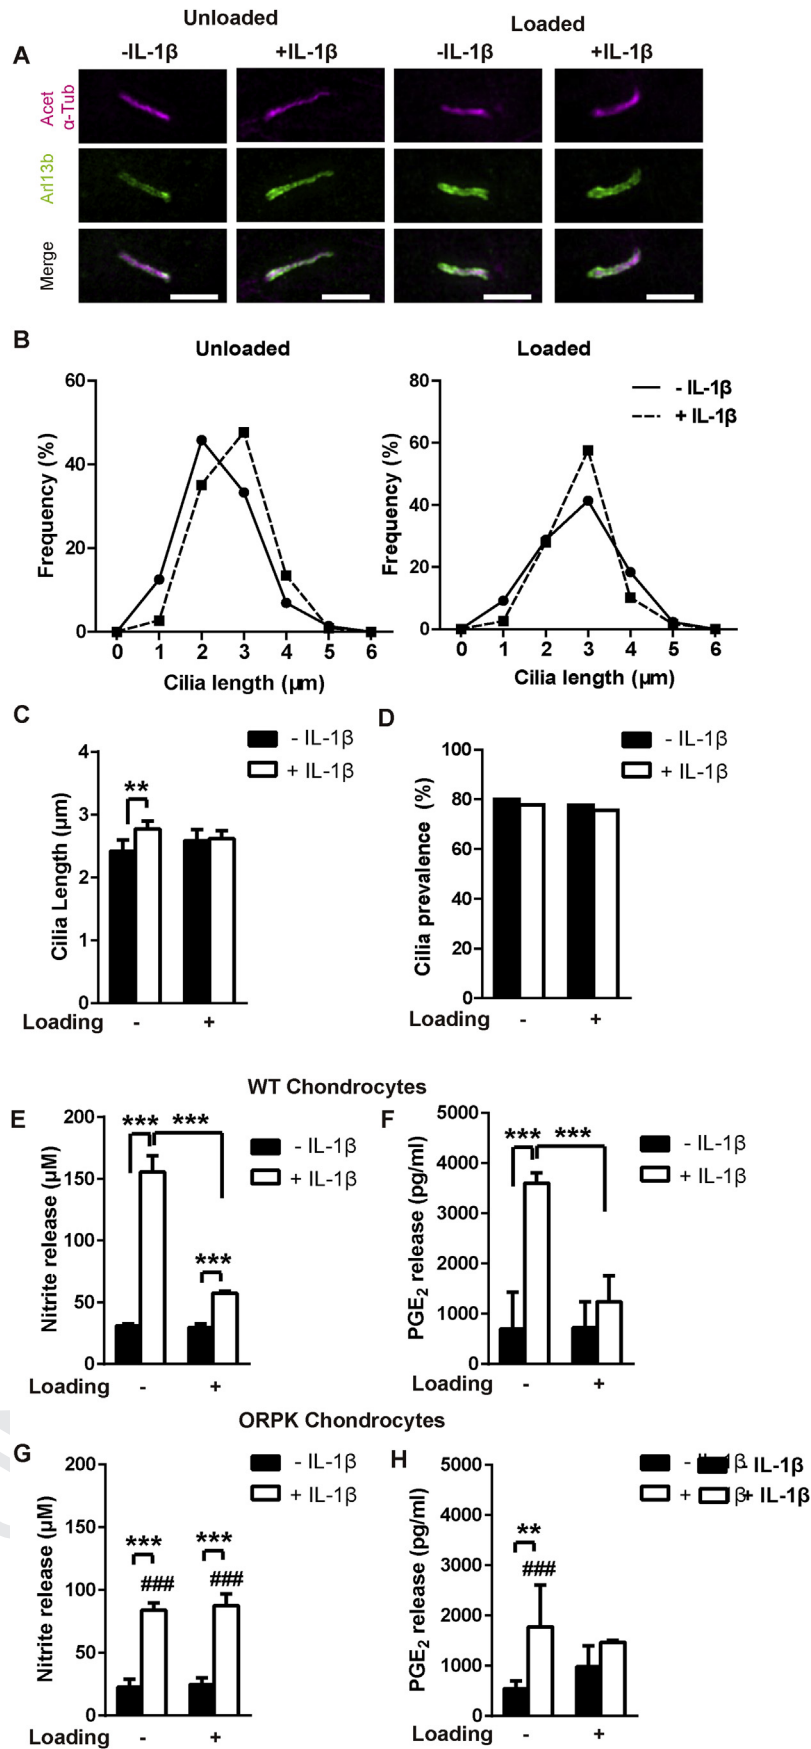 Unloaded
Loaded
-IL-1β +IL-1β -IL-1β +IL-1β
A
Acet
α-Tub
Arl13b
Merge
B
Unloaded
Loaded
- IL-1β
+ IL-1β
Frequency (%)
60
40
20
0
0 1 2 3 4 5 6
Cilia length (µm)
Frequency (%)
80
60
40
20
0
0 1 2 3 4 5 6
Cilia length (µm)
C
- IL-1β
+ IL-1β
Cilia Length (µm)
4
3
2
1
0
**
Loading - +
D
- IL-1β
+ IL-1β
Cilia prevalence (%)
100
80
60
40
20
0
Loading - +
WT Chondrocytes
E
- IL-1β
+ IL-1β
Nitrite release (µM)
200
150
100
50
0
*** ***
***
Loading - +
F
- IL-1β
+ IL-1β
PGE2 release (pg/ml)
5000
4000
3000
2000
1000
0
*** ***
Loading - +
ORPK Chondrocytes
G
- IL-1β
+ IL-1β
Nitrite release (µM)
200
150
100
50
0
*** ***
### ###
Loading - +
H
- IL-1β
+ IL-1β
PGE2 release (pg/ml)
5000
4000
3000
2000
1000
0
**
###
Loading - +